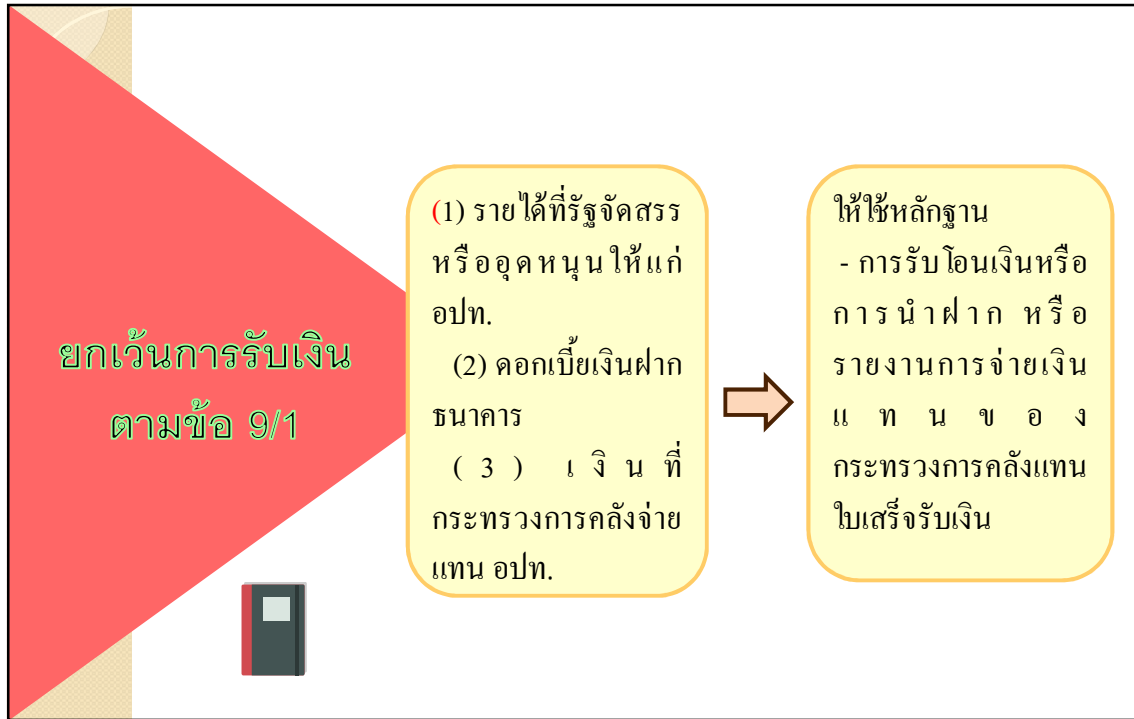 ยกเว้นการรับเงิน
ตามข้อ 9/1
(1) รายได้ที่รัฐจัดสรร
หรืออุดหนุนให้แก่
อปท.
(2) ดอกเบี้ยเงินฝาก
ธนาคาร
(3) เงินที่
กระทรวงการคลังจ่าย
แทน อปท.
ให้ใช้หลักฐาน
- การรับโอนเงินหรือ
การนำฝาก หรือ
รายงานการจ่ายเงิน
แทนของ
กระทรวงการคลังแทน
ใบเสร็จรับเงิน